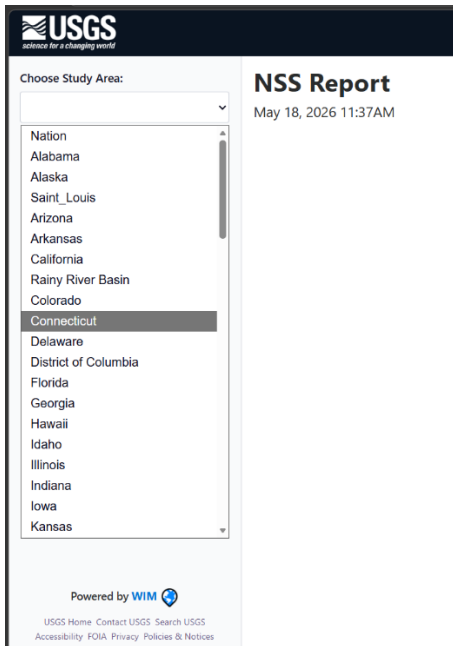 USGS
science for a changing world
Choose Study Area:
NSS Report
May 18, 2026 11:37AM
Nation
Alabama
Alaska
Saint_Louis
Arizona
Arkansas
California
Rainy River Basin
Colorado
Connecticut
Delaware
District of Columbia
Florida
Georgia
Hawaii
Idaho
Illinois
Indiana
Iowa
Kansas
Powered by WIM
USGS Home Contact USGS Search USGS
Accessibility FOIA Privacy Policies & Notices